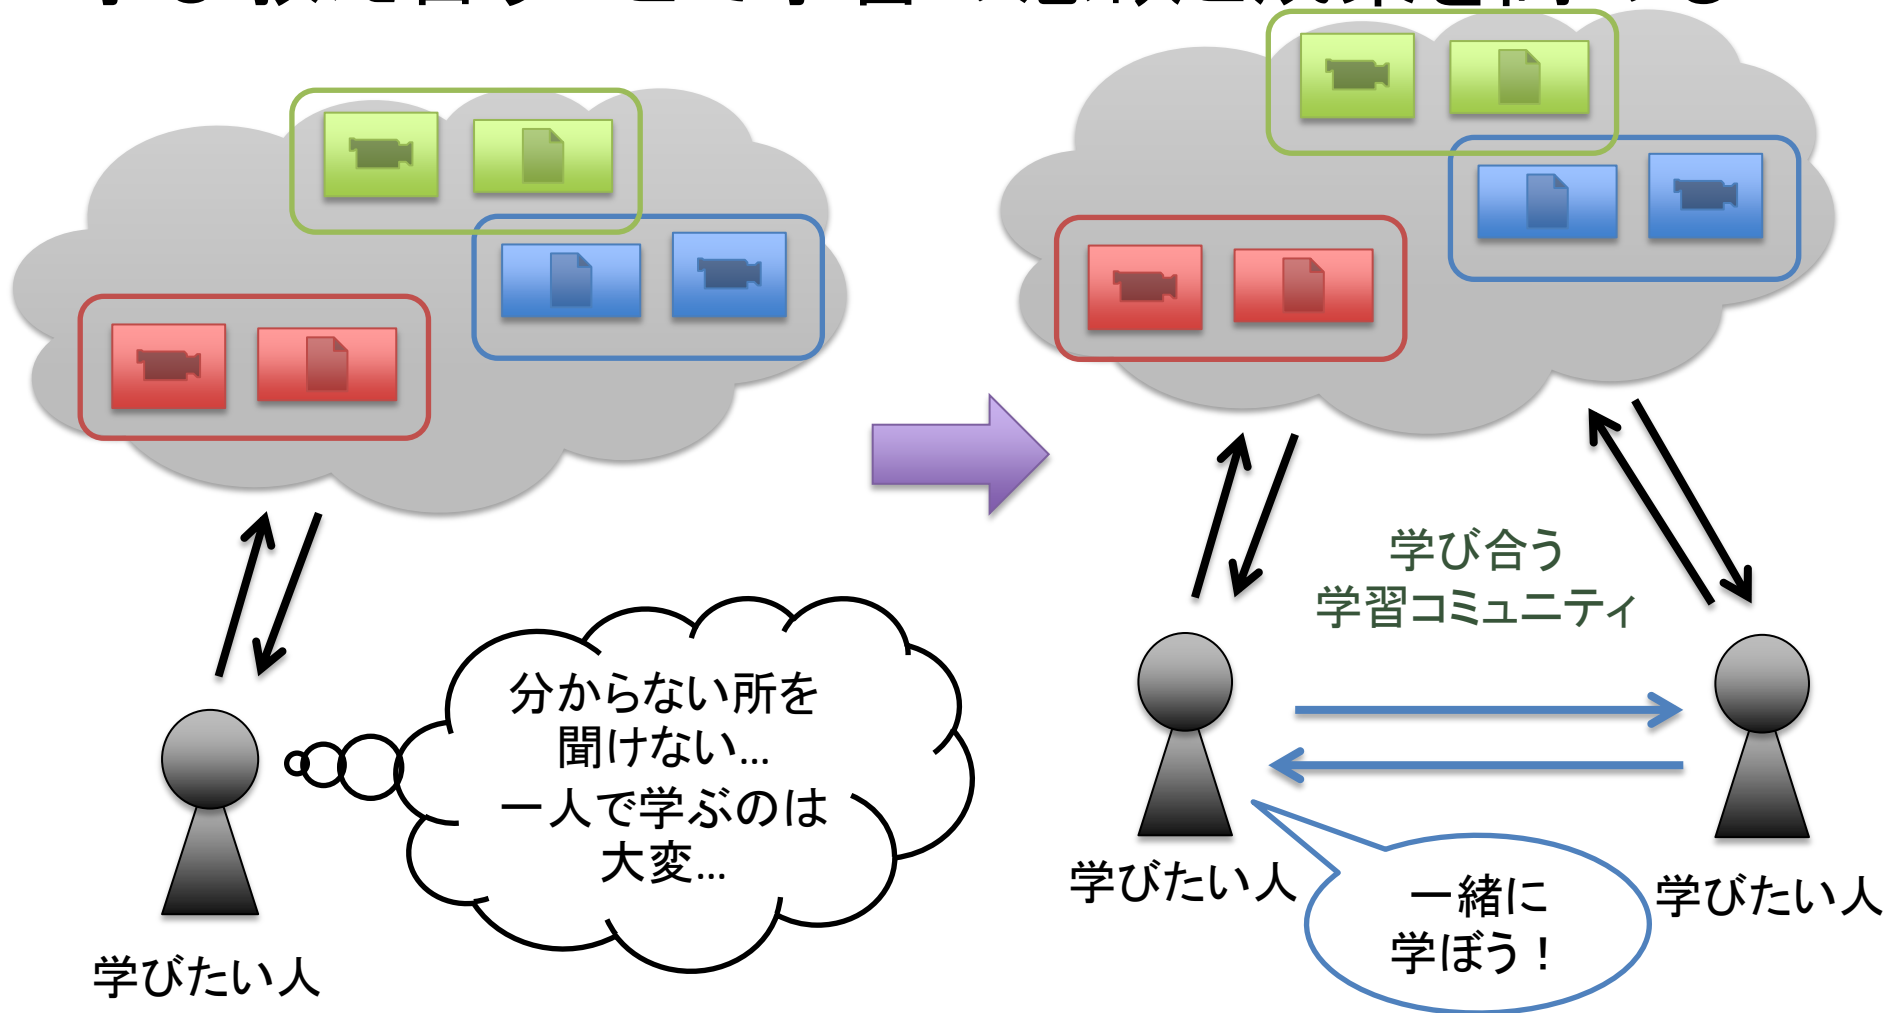 分からない所を
聞けない...
一人で学ぶのは
大変...
学びたい人
学び合う
学習コミュニティ
学びたい人
一緒に
学ぼう！
学びたい人